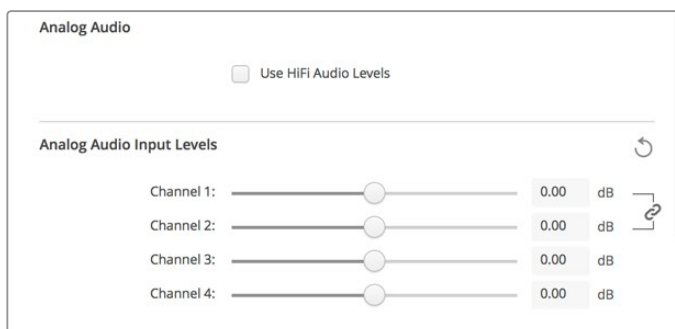 Analog Audio
Use HiFi Audio Levels
Analog Audio Input Levels
Channel 1: 0.00 dB
Channel 2: 0.00 dB
Channel 3: 0.00 dB
Channel 4: 0.00 dB